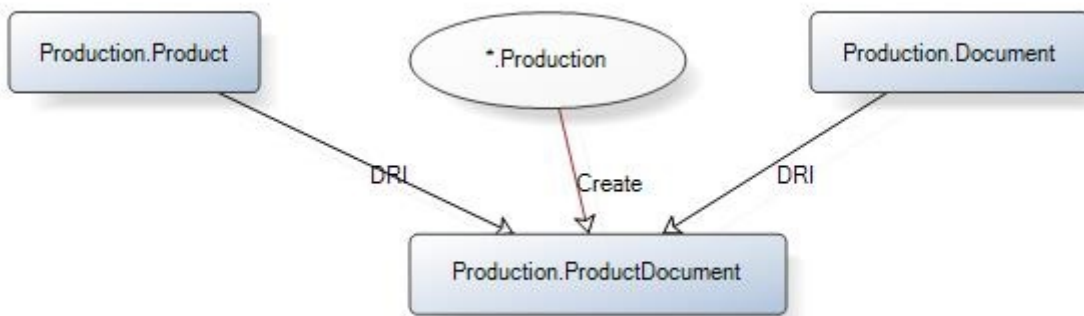 Production.Product
*.Production
Production.Document
DRI
Create
DRI
Production.ProductDocument